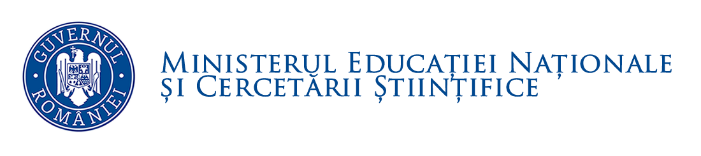 GUVERNUL
ROMÂNIEI
MINISTERUL EDUCAȚIEI NAȚIONALE
ȘI CERCETĂRII ȘTIINȚIFICE